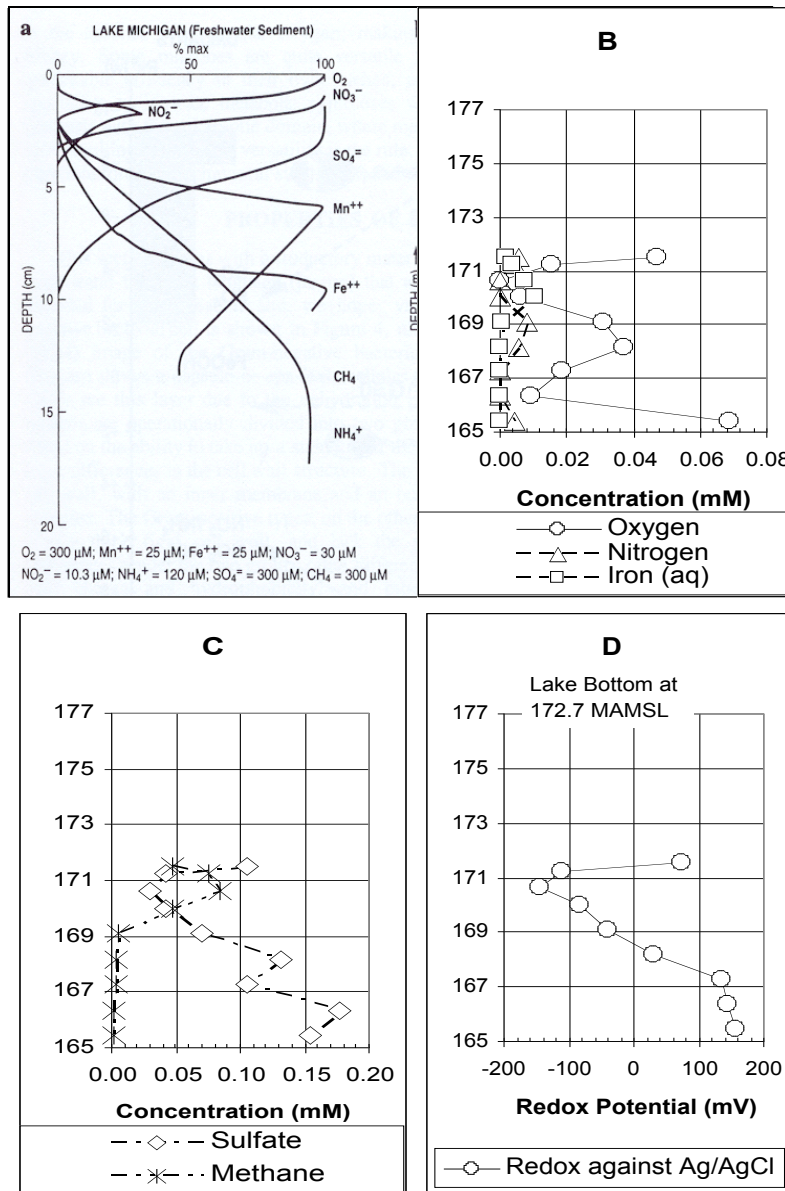 a
LAKE MICHIGAN (Freshwater Sediment)
% max
0 50 100
0
5
10
15
20
DEPTH (cm)
O₂
NO₃⁻
NO₂⁻
SO₄⁼
Mn⁺⁺
Fe⁺⁺
CH₄
NH₄⁺
O₂ = 300 µM; Mn⁺⁺ = 25 µM; Fe⁺⁺ = 25 µM; NO₃⁻ = 30 µM
NO₂⁻ = 10.3 µM; NH₄⁺ = 120 µM; SO₄⁼ = 300 µM; CH₄ = 300 µM
B
DEPTH (m)
177
175
173
171
169
167
165
0.00 0.02 0.04 0.06 0.08
Concentration (mM)
Oxygen
Nitrogen
Iron (aq)
C
177
175
173
171
169
167
165
0.00 0.05 0.10 0.15 0.20
Concentration (mM)
Sulfate
Methane
D
Lake Bottom at
172.7 MAMSL
177
175
173
171
169
167
165
-200 -100 0 100 200
Redox Potential (mV)
Redox against Ag/AgCl